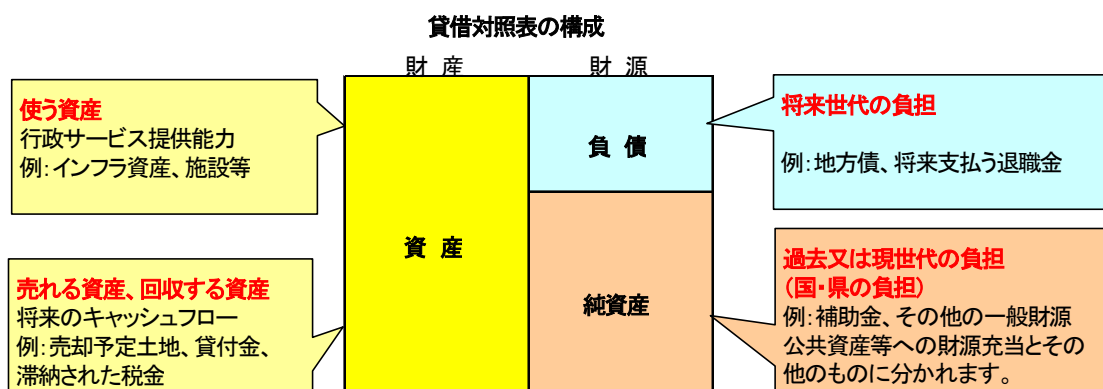 貸借対照表の構成
財 産
財 源
使う資産
行政サービス提供能力
例:インフラ資産、施設等
売れる資産、回収する資産
将来のキャッシュフロー
例:売却予定土地、貸付金、
滞納された税金
資 産
負 債
純資産
将来世代の負担
例:地方債、将来支払う退職金
過去又は現世代の負担
(国・県の負担)
例:補助金、その他の一般財源
公共資産等への財源充当とその
他のものに分かれます。